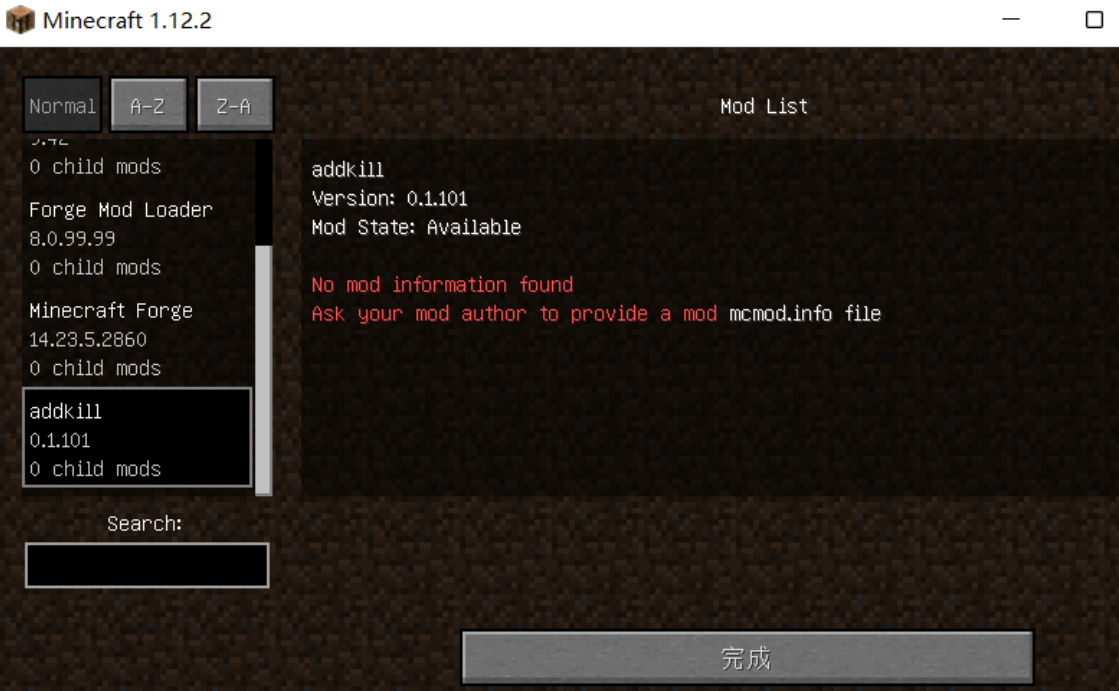 Minecraft 1.12.2
Normal
A-Z
Z-A
Mod List
0 child mods
Forge Mod Loader
8.0.99.99
0 child mods
Minecraft Forge
14.23.5.2860
0 child mods
addkill
0.1.101
0 child mods
addkill
Version: 0.1.101
Mod State: Available
No mod information found
Ask your mod author to provide a mod mcmod.info file
Search:
完成